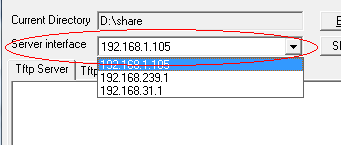 Current Directory D:\share
Server interface 192.168.1.105
192.168.1.105
192.168.239.1
192.168.31.1
Tftp Server Tftp